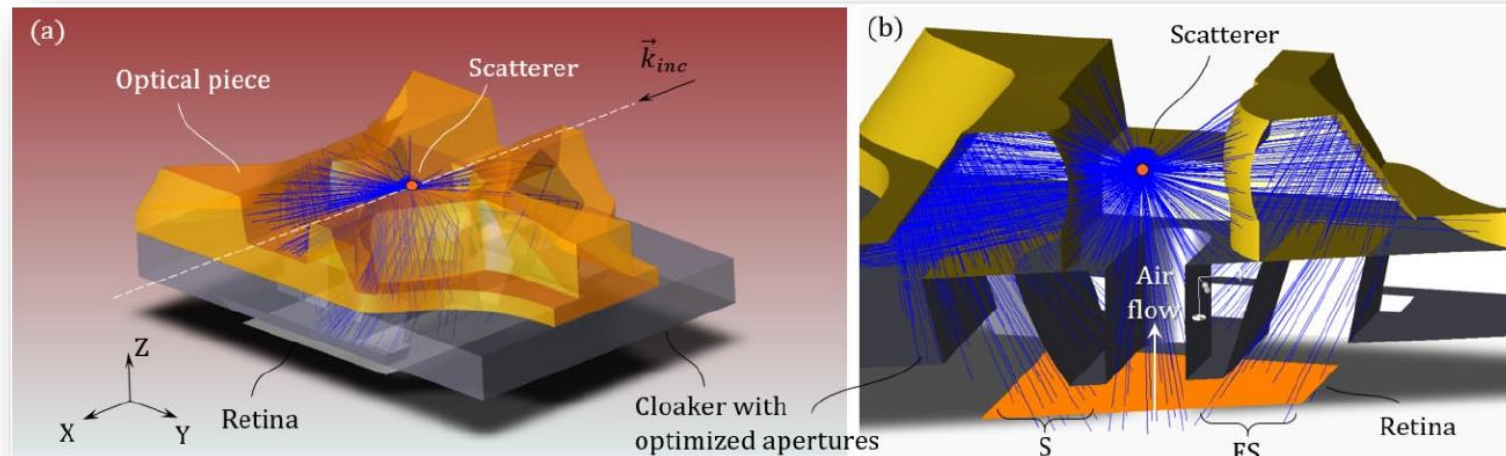 (a)
Optical piece
Scatterer
k⃗inc
Z
X
Y
Retina
Cloaker with
optimized apertures
(b)
Scatterer
Air
flow
S
FS
Retina